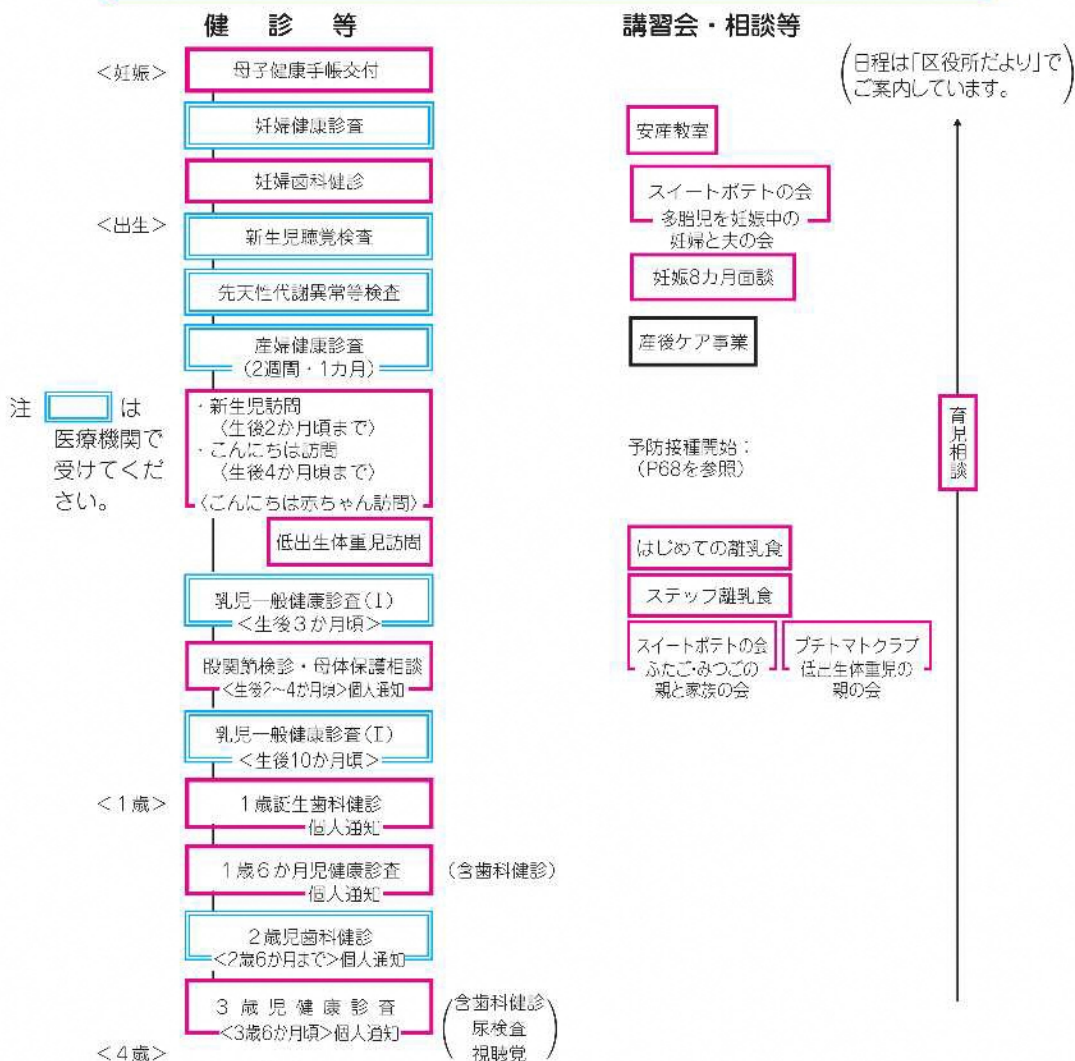 健 診 等
講習会・相談等
(日程は「区役所だより」で
ご案内しています。)
<妊娠>
母子健康手帳交付
妊婦健康診査
妊婦歯科健診
<出生>
新生児聴覚検査
先天性代謝異常等検査
産婦健康診査
(2週間・1カ月)
注 は
医療機関で
受けてくだ
さい。
・新生児訪問
〈生後2か月頃まで〉
・こんにちは訪問
〈生後4か月頃まで〉
〈こんにちは赤ちゃん訪問〉
低出生体重児訪問
乳児一般健康診査(I)
<生後3か月頃>
股関節検診・母体保護相談
<生後2~4か月頃>個人通知
乳児一般健康診査(I)
<生後10か月頃>
<1歳>
1歳誕生歯科健診
個人通知
1歳6か月児健康診査
個人通知
(含歯科健診)
2歳児歯科健診
<2歳6か月まで>個人通知
3歳児健康診査
<3歳6か月頃>個人通知
(含歯科健診
尿検査
視聴覚)
<4歳>
安産教室
スイートポテトの会
多胎児を妊娠中の
妊婦と夫の会
妊娠8カ月面談
産後ケア事業
予防接種開始:
(P68を参照)
はじめての離乳食
ステップ離乳食
スイートポテトの会
ふたご・みつごの
親と家族の会
プチトマトクラブ
低出生体重児の
親の会
育児相談